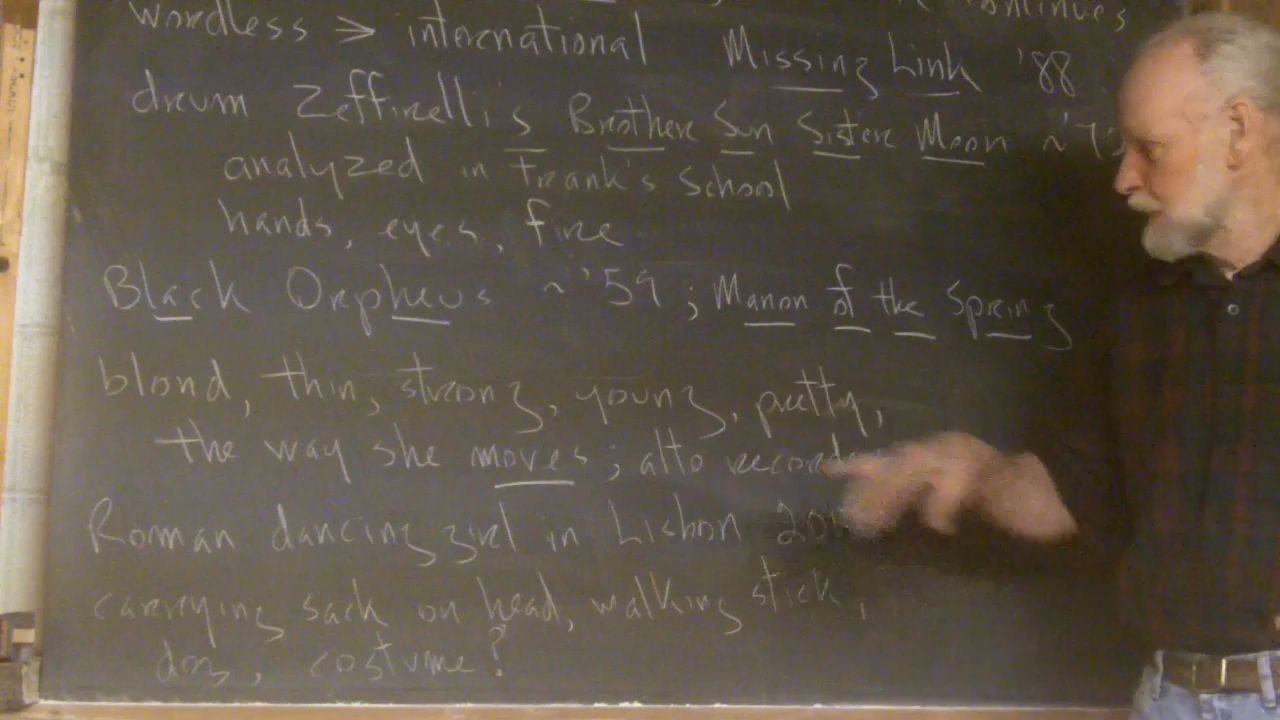 continues
wordless > international Missing Link '88
drum Zeffirelli's Brother Sun Sister Moon ~'72
analyzed in Frank's School
hands, eyes, fire
Black Orpheus ~'59; Manon of the Spring
blond, thin, strong, young, pretty,
the way she moves; alto recorder
Roman dancing girl in Lisbon
carrying sack on head, walking stick,
dog, costume?